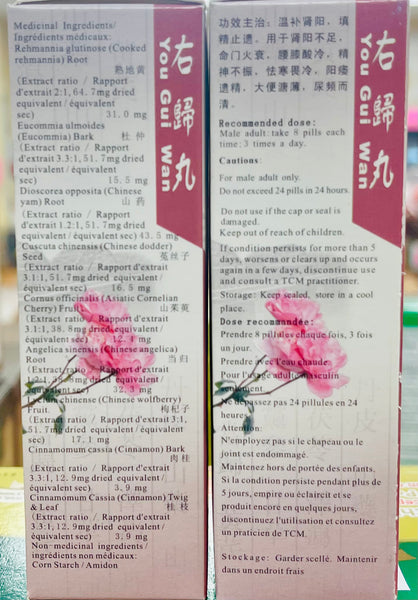 Medicinal Ingredients/
Ingrédients médicaux:
Rehmannia glutinose (Cooked
rehmannia) Root
熟地黄
(Extract ratio / Rapport
d'extrait 2:1, 64.7mg dried
equivalent / équivalent
sec) 31.0 mg
Eucommia ulmoides
(Eucommia) Bark 杜 仲
(Extract ratio / Rapport
d'extrait 3.3:1, 51.7mg dried
equivalent / équivalent
sec) 15.5 mg
Dioscorea opposita (Chinese
yam) Root 山 药
(Extract ratio / Rapport
d'extrait 1.2:1, 51.7mg dried
equivalent / équivalent
sec) 43.5 mg
Cuscuta chinensis (Chinese dodder)
Seed 菟丝子
(Extract ratio / Rapport d'extrait
3.1:1, 51.7mg dried equivalent /
équivalent sec) 16.5 mg
Cornus officinalis (Asiatic Cornelian
Cherry) Fruit 山茱黄
(Extract ratio / Rapport d'extrait
3.1:1, 38.8mg dried equivalent /
équivalent sec)
Angelica sinensis (Chinese Angelica)
Root 当归
(Extract ratio / Rapport d'extrait
dried equivalent /
équivalent sec)
Lycium chinense (Chinese wolfberry)
Fruit. 枸杞子
(Extract ratio / Rapport d'extrait 3:1,
51.7mg dried equivalent / équivalent
sec) 17.1 mg
Cinnamomum cassia (Cinnamon) Bark
肉桂
(Extract ratio / Rapport d'extrait
3.3:1, 12.9mg dried equivalent /
équivalent sec) 3.9 mg
Cinnamomum Cassia (Cinnamon) Twig
& Leaf 桂 枝
(Extract ratio / Rapport d'extrait
3.3:1, 12.9mg dried equivalent /
équivalent sec) 3.9 mg
Non-medicinal ingredients /
ingrédients non médicaux:
Corn Starch / Amidon
右歸丸
You Gui Wan
功效主治: 温补肾阳, 填
精止遗。用于肾阳不足,
命门火衰, 腰膝酸冷, 精
神不振, 怯寒畏冷, 阳痿
遗精, 大便溏薄, 尿频而
清。
Recommended dose:
Male adult: take 8 pills each
time; 3 times a day.
Cautions:
For male adult only.
Do not exceed 24 pills in 24 hours.
Do not use if the cap or seal is
damaged.
Keep out of reach of children.
If condition persists for more than 5
days, worsens or clears up and occurs
again in a few days, discontinue use
and consult a TCM practitioner.
Storage: Keep sealed, store in a cool
place.
Dose recommandée:
Prendre 8 pilules chaque fois, 3 fois
un jour.
Prendre avec l'eau chaude
Pour l'usage adulte masculin
seulement.
Ne dépassez pas 24 pilules en 24
heures.
Attention:
N'employez pas si le chapeau ou le
joint est endommagé.
Maintenez hors de portée des enfants.
Si la condition persiste pendant plus de
5 jours, empire ou éclaircit et se
produit encore en quelques jours,
discontinuez l'utilisation et consultez
un praticien de TCM.
Stockage: Garder scellé. Maintenir
dans un endroit frais
右歸丸
You Gui Wan